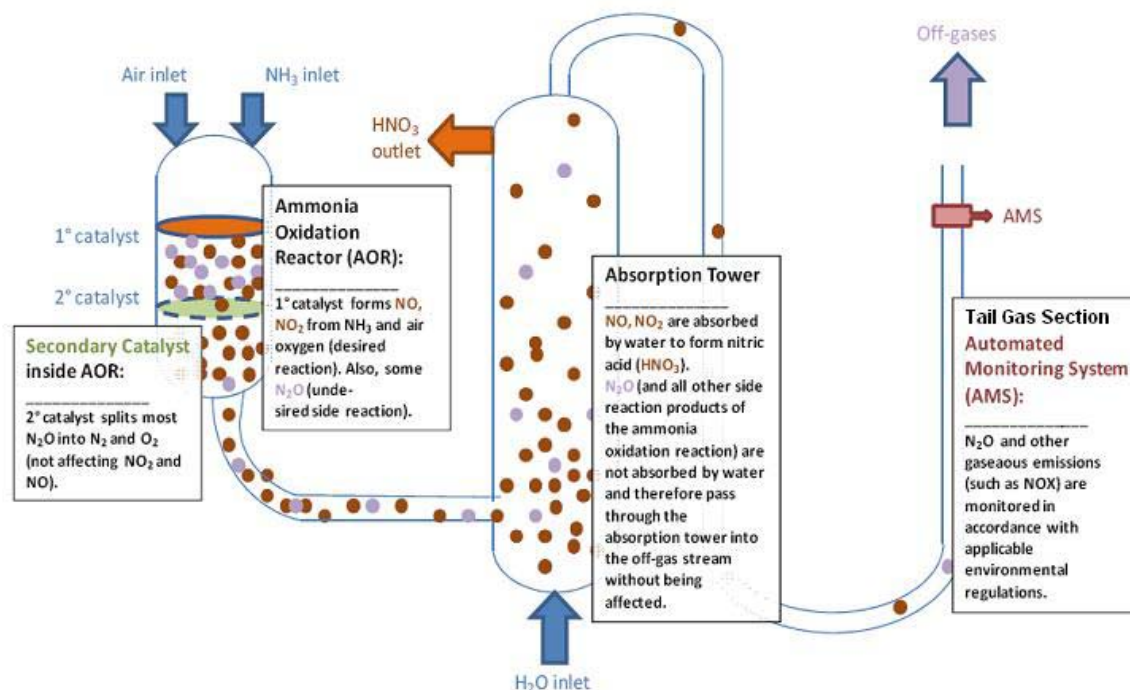 Off-gases
Air inlet
NH₃ inlet
HNO₃
outlet
1° catalyst
2° catalyst
Ammonia
Oxidation
Reactor (AOR):
______________
1° catalyst forms NO,
NO₂ from NH₃ and air
oxygen (desired
reaction). Also, some
N₂O (unde-
sired side reaction).
Secondary Catalyst
inside AOR:
______________
2° catalyst splits most
N₂O into N₂ and O₂
(not affecting NO₂ and
NO).
Absorption Tower
______________
NO, NO₂ are absorbed
by water to form nitric
acid (HNO₃).
N₂O (and all other side
reaction products of
the ammonia
oxidation reaction) are
not absorbed by water
and therefore pass
through the
absorption tower into
the off-gas stream
without being
affected.
AMS
Tail Gas Section
Automated
Monitoring System
(AMS):
______________
N₂O and other
gaseaous emissions
(such as NOX) are
monitored in
accordance with
applicable
environmental
regulations.
H₂O inlet